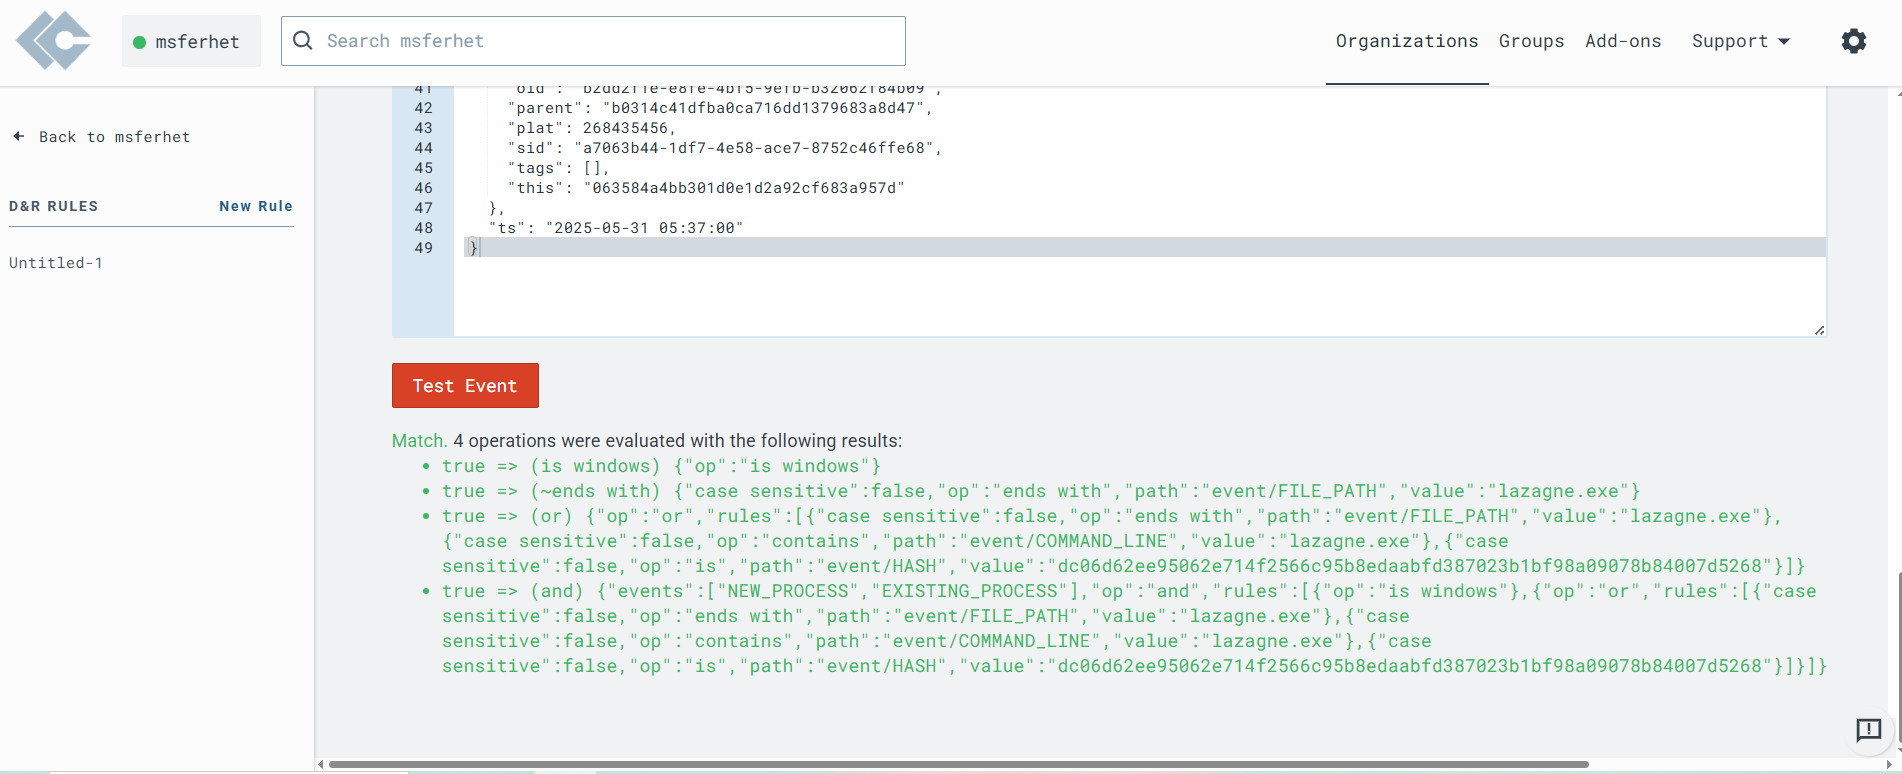 msferhet
Search msferhet
Organizations
Groups
Add-ons
Support
Back to msferhet
D&R RULES
New Rule
Untitled-1
41
42 "parent": "b0314c41dfba0ca716dd1379683a8d47",
43 "plat": 268435456,
44 "sid": "a7063b44-1df7-4e58-ace7-8752c46ffe68",
45 "tags": [],
46 "this": "063584a4bb301d0e1d2a92cf683a957d"
47 },
48 "ts": "2025-05-31 05:37:00"
49 }
Test Event
Match. 4 operations were evaluated with the following results:
• true => (is windows) {"op":"is windows"}
• true => (~ends with) {"case sensitive":false,"op":"ends with","path":"event/FILE_PATH","value":"lazagne.exe"}
• true => (or) {"op":"or","rules":[{"case sensitive":false,"op":"ends with","path":"event/FILE_PATH","value":"lazagne.exe"},
{"case sensitive":false,"op":"contains","path":"event/COMMAND_LINE","value":"lazagne.exe"},{"case
sensitive":false,"op":"is","path":"event/HASH","value":"dc06d62ee95062e714f2566c95b8edaabfd387023b1bf98a09078b84007d5268"}]}
• true => (and) {"events":["NEW_PROCESS","EXISTING_PROCESS"],"op":"and","rules":[{"op":"is windows"},{"op":"or","rules":[{"case
sensitive":false,"op":"ends with","path":"event/FILE_PATH","value":"lazagne.exe"},{"case
sensitive":false,"op":"contains","path":"event/COMMAND_LINE","value":"lazagne.exe"},{"case
sensitive":false,"op":"is","path":"event/HASH","value":"dc06d62ee95062e714f2566c95b8edaabfd387023b1bf98a09078b84007d5268"}]}]}